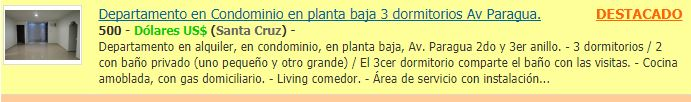 Departamento en Condominio en planta baja 3 dormitorios Av Paragua. DESTACADO
500 - Dólares US$ (Santa Cruz) -
Departamento en alquiler, en condominio, en planta baja, Av. Paragua 2do y 3er anillo. - 3 dormitorios / 2
con baño privado (uno pequeño y otro grande) / El 3cer dormitorio comparte el baño con las visitas. - Cocina
amoblada, con gas domiciliario. - Living comedor. - Área de servicio con instalación...